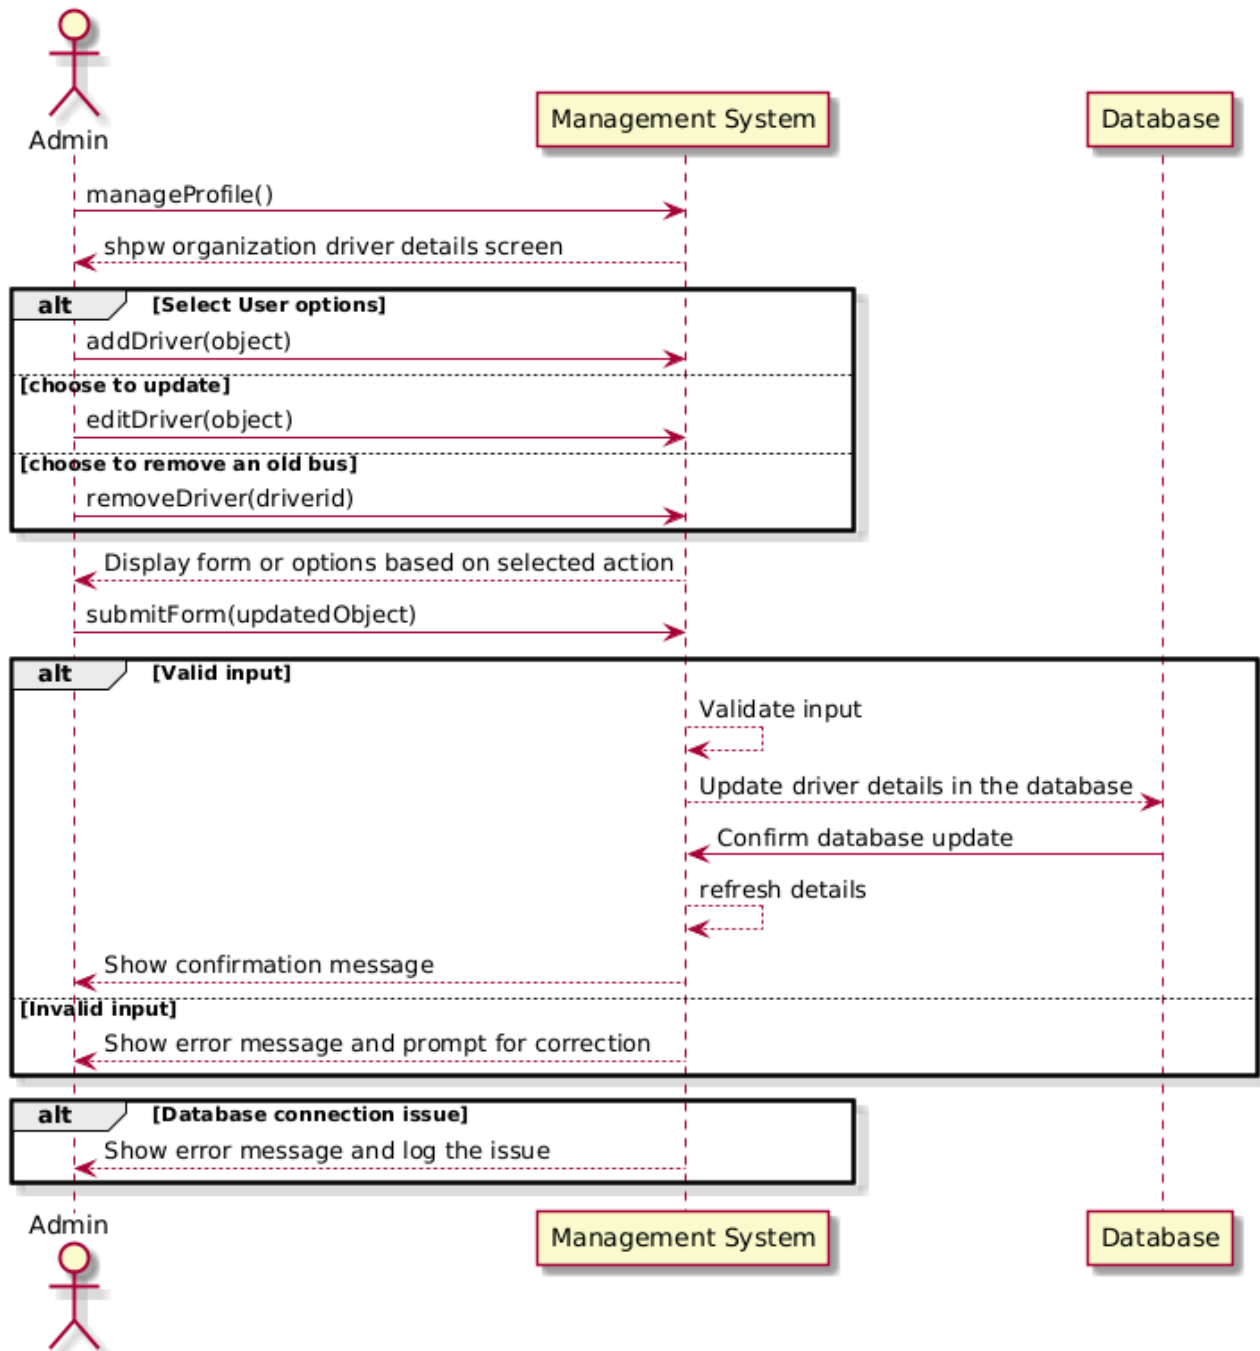 Admin
Management System
Database
manageProfile()
shpw organization driver details screen
alt [Select User options]
addDriver(object)
[choose to update]
editDriver(object)
[choose to remove an old bus]
removeDriver(driverid)
Display form or options based on selected action
submitForm(updatedObject)
alt [Valid input]
Validate input
Update driver details in the database
Confirm database update
refresh details
Show confirmation message
[Invalid input]
Show error message and prompt for correction
alt [Database connection issue]
Show error message and log the issue
Admin
Management System
Database